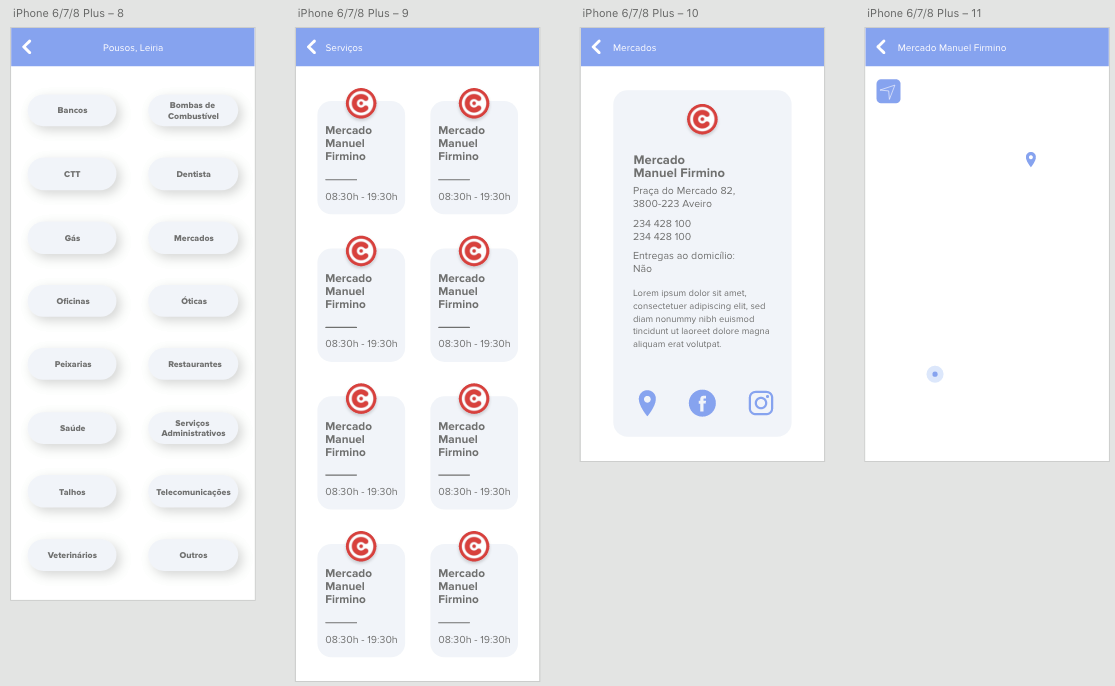 iPhone 6/7/8 Plus – 8
Pousos, Leiria
Bancos
Bombas de
Combustível
CTT
Dentista
Gás
Mercados
Oficinas
Óticas
Peixarias
Restaurantes
Saúde
Serviços
Administrativos
Talhos
Telecomunicações
Veterinários
Outros
iPhone 6/7/8 Plus – 9
Serviços
Mercado
Manuel
Firmino
08:30h - 19:30h
Mercado
Manuel
Firmino
08:30h - 19:30h
Mercado
Manuel
Firmino
08:30h - 19:30h
Mercado
Manuel
Firmino
08:30h - 19:30h
Mercado
Manuel
Firmino
08:30h - 19:30h
Mercado
Manuel
Firmino
08:30h - 19:30h
Mercado
Manuel
Firmino
08:30h - 19:30h
Mercado
Manuel
Firmino
08:30h - 19:30h
iPhone 6/7/8 Plus – 10
Mercados
Mercado
Manuel Firmino
Praça do Mercado 82,
3800-223 Aveiro
234 428 100
234 428 100
Entregas ao domicílio:
Não
Lorem ipsum dolor sit amet,
consectetuer adipiscing elit, sed
diam nonummy nibh euismod
tincidunt ut laoreet dolore magna
aliquam erat volutpat.
iPhone 6/7/8 Plus – 11
Mercado Manuel Firmino